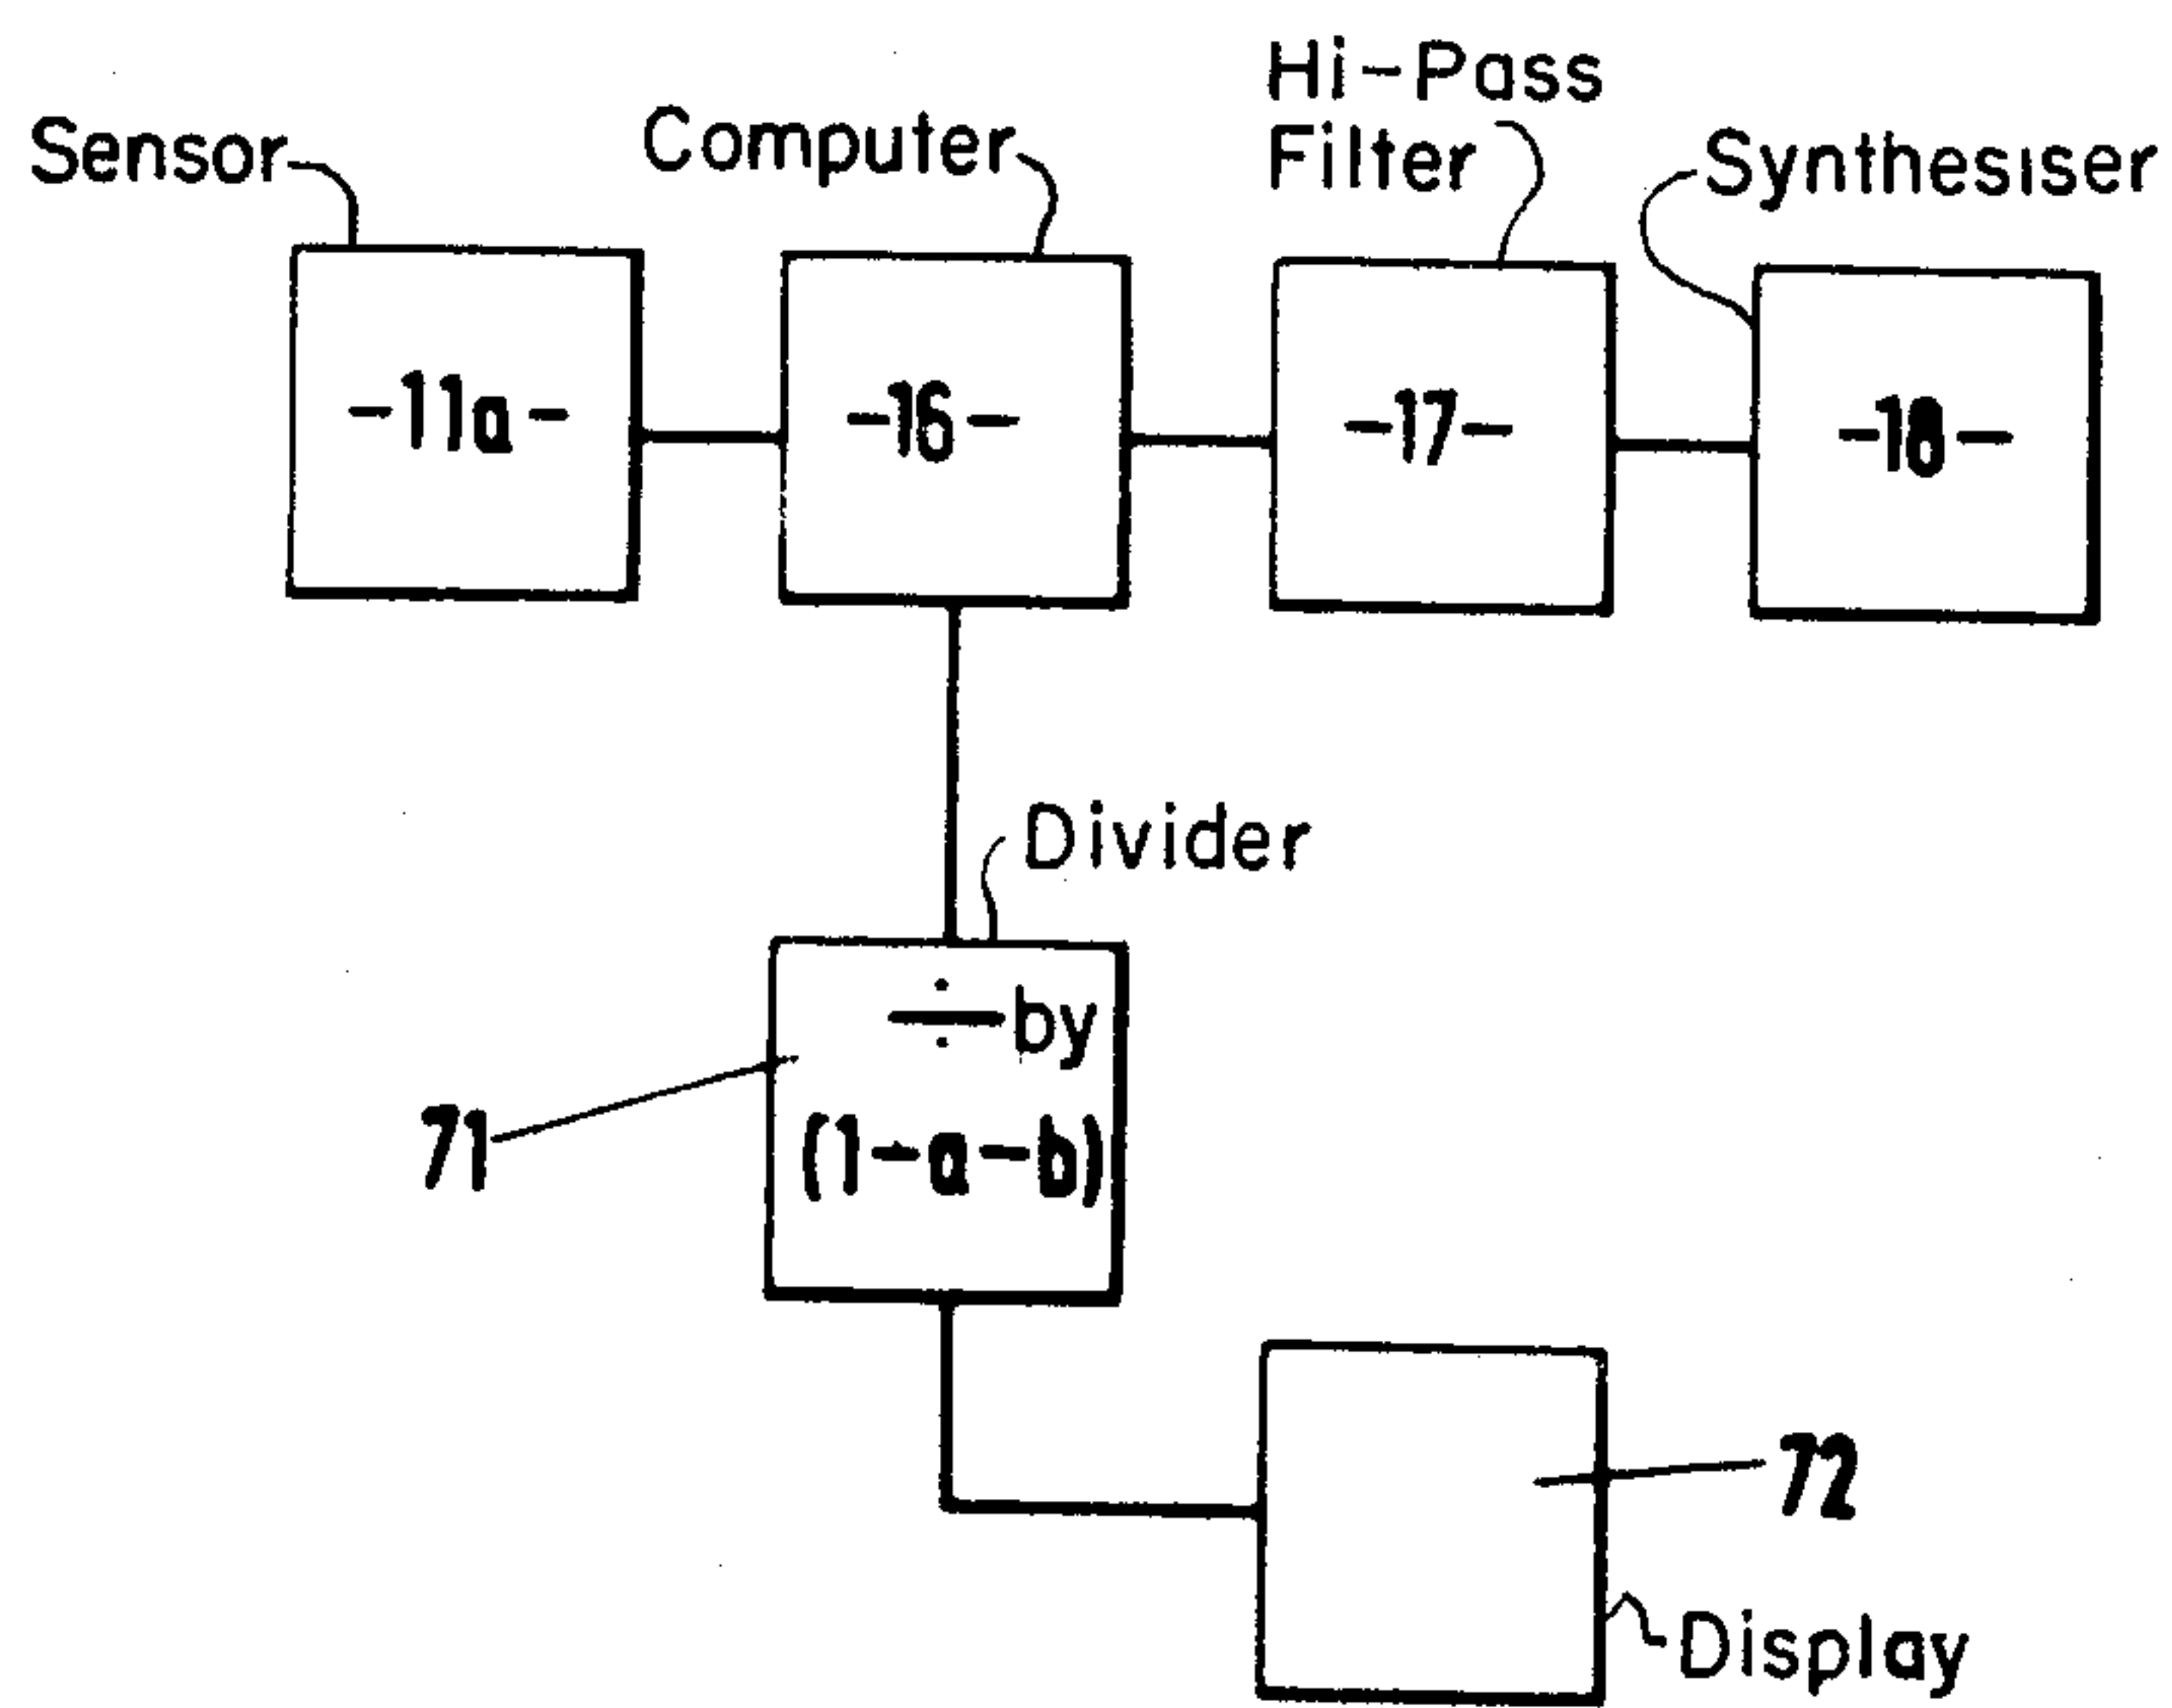 Sensor
Computer
Hi-Pass
Filter
Synthesiser
-11a-
-16-
-17-
-18-
Divider
÷ by
(1-a-b)
71
72
Display